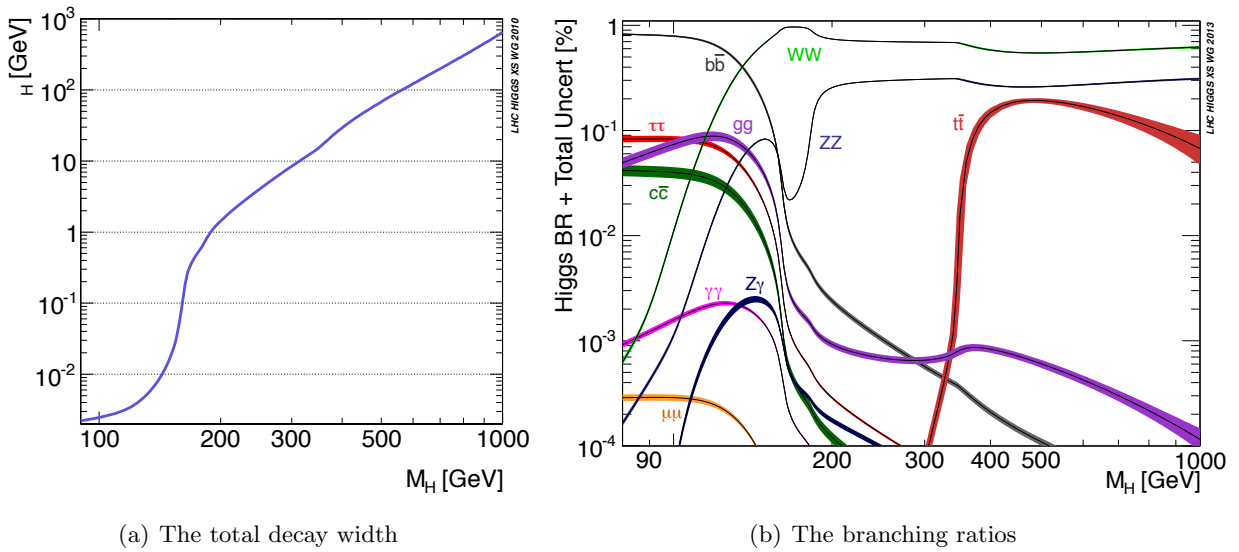 H [GeV]
10³
10²
10
1
10⁻¹
10⁻²
100 200 300 500 1000
M_H [GeV]
LHC HIGGS XS WG 2010
(a) The total decay width
Higgs BR + Total Uncert [%]
1
10⁻¹
10⁻²
10⁻³
10⁻⁴
bb̄
WW
ττ
gg
ZZ
tt̄
cc̄
γγ
Zγ
μμ
90 200 300 400 500 1000
M_H [GeV]
LHC HIGGS XS WG 2013
(b) The branching ratios